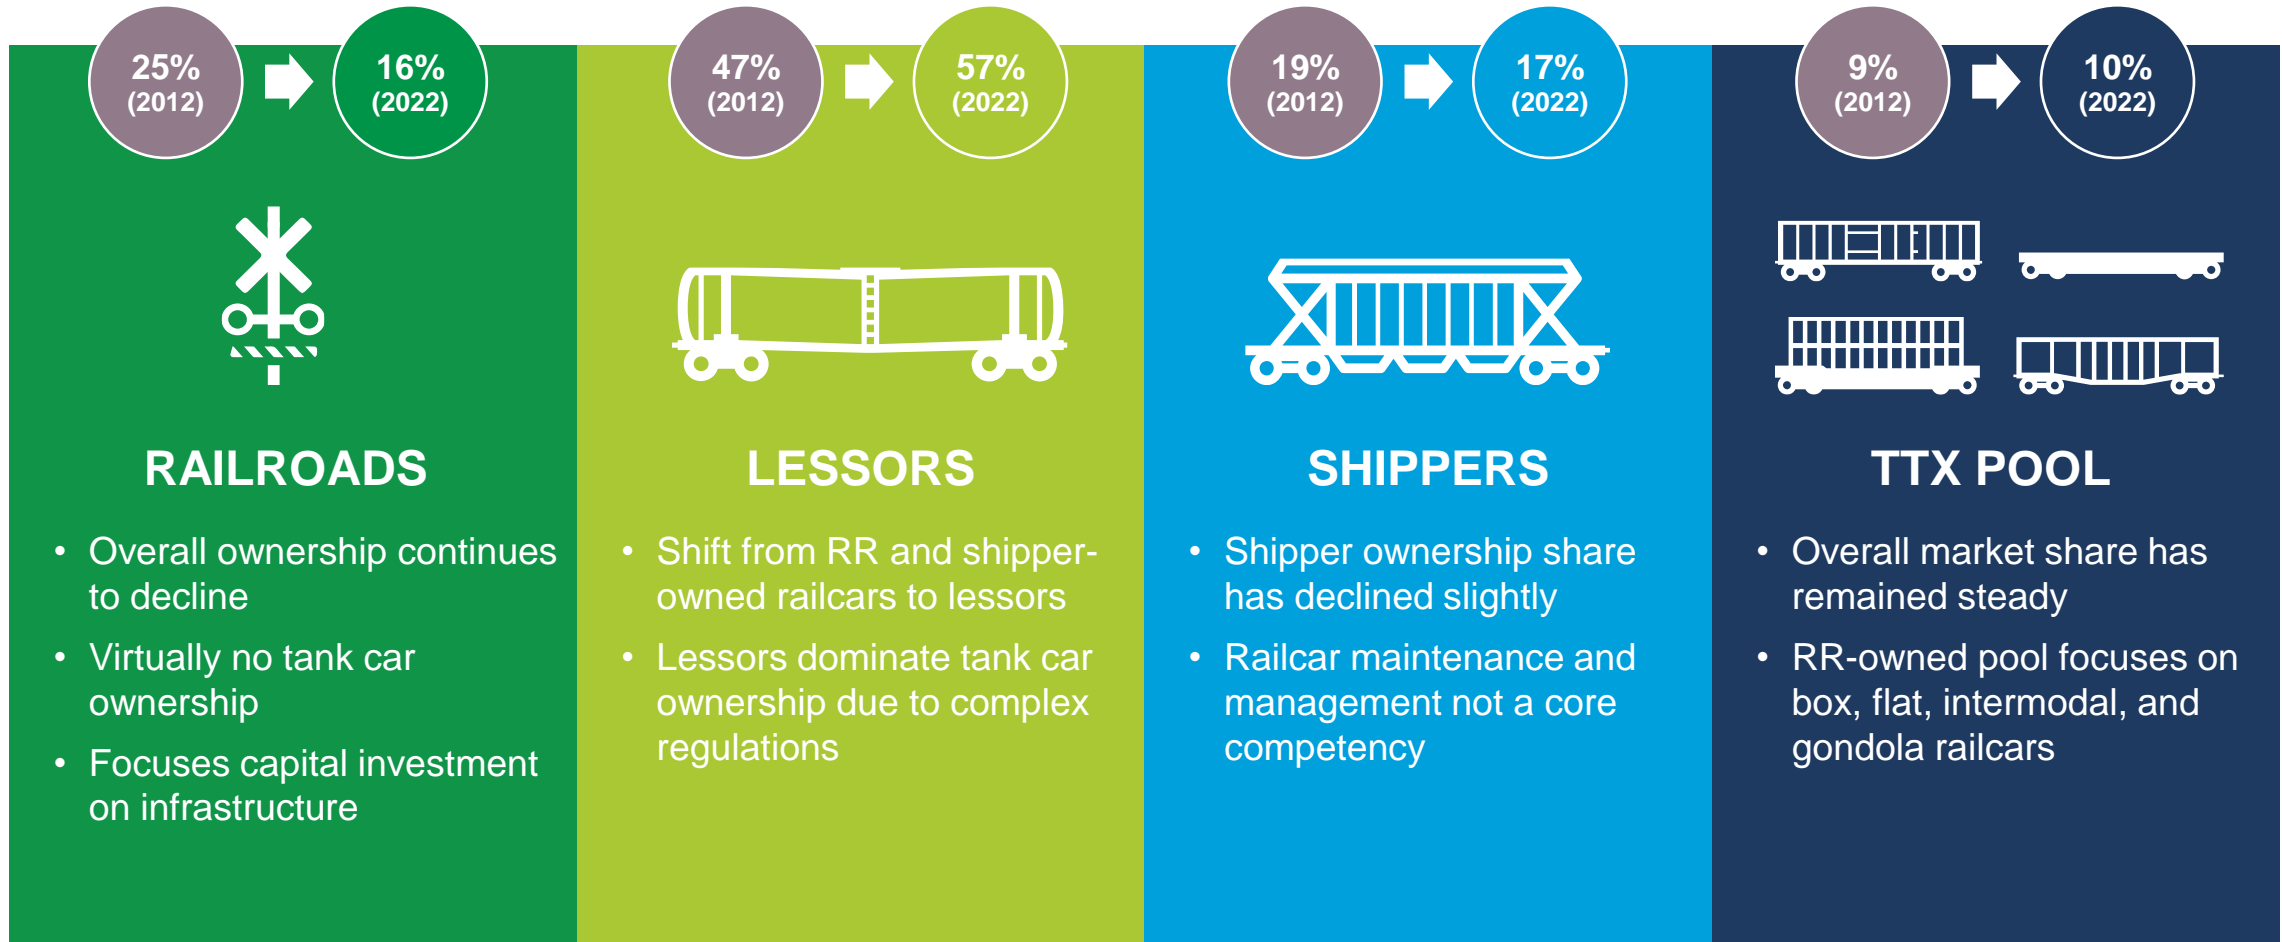 25%
(2012)
16%
(2022)
RAILROADS
• Overall ownership continues
to decline
• Virtually no tank car
ownership
• Focuses capital investment
on infrastructure
47%
(2012)
57%
(2022)
LESSORS
• Shift from RR and shipper-
owned railcars to lessors
• Lessors dominate tank car
ownership due to complex
regulations
19%
(2012)
17%
(2022)
SHIPPERS
• Shipper ownership share
has declined slightly
• Railcar maintenance and
management not a core
competency
9%
(2012)
10%
(2022)
TTX POOL
• Overall market share has
remained steady
• RR-owned pool focuses on
box, flat, intermodal, and
gondola railcars